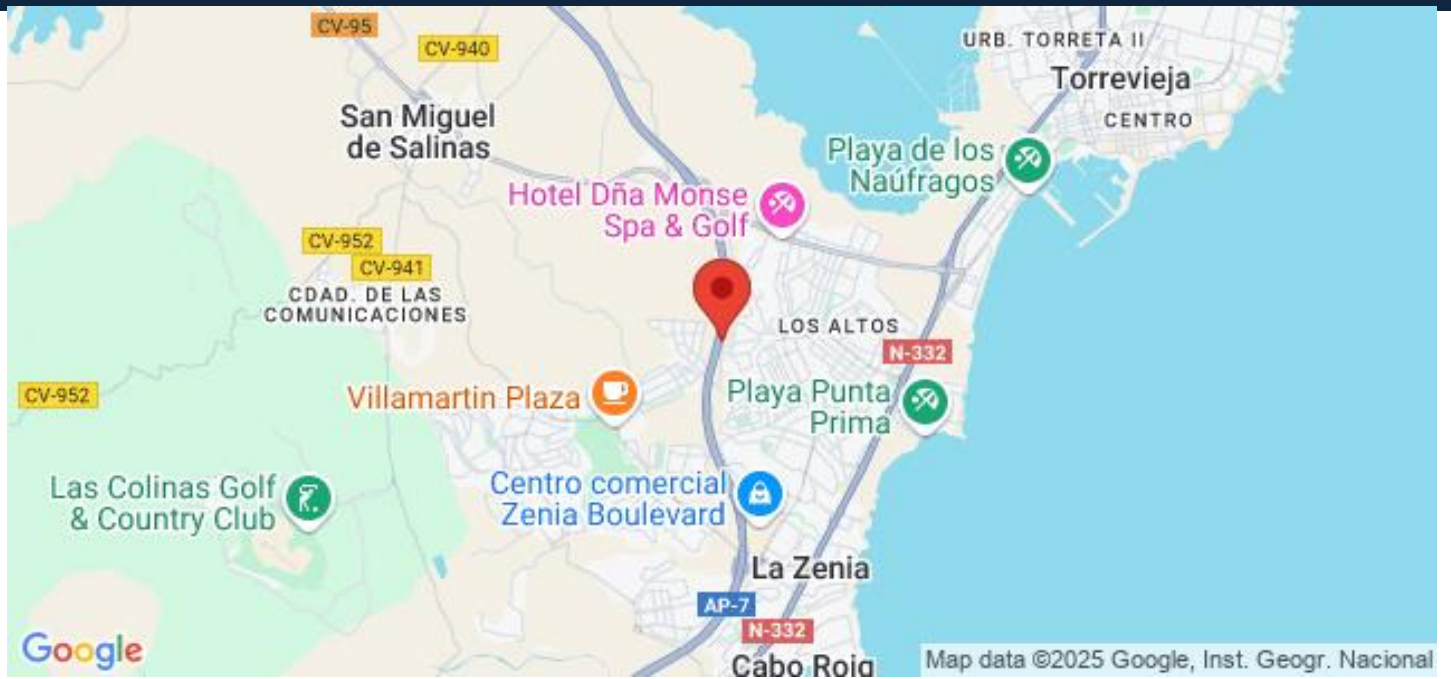 CV-95
CV-940
URB. TORRETA II
Torrevieja
CENTRO
San Miguel
de Salinas
Playa de los
Naúfragos
Hotel Dña Monse
Spa & Golf
CV-952
CV-941
CDAD. DE LAS
COMUNICACIONES
LOS ALTOS
N-332
CV-952
Villamartin Plaza
Playa Punta
Prima
Las Colinas Golf
& Country Club
Centro comercial
Zenia Boulevard
La Zenia
AP-7
N-332
Cabo Roig
Google
Map data ©2025 Google, Inst. Geogr. Nacional